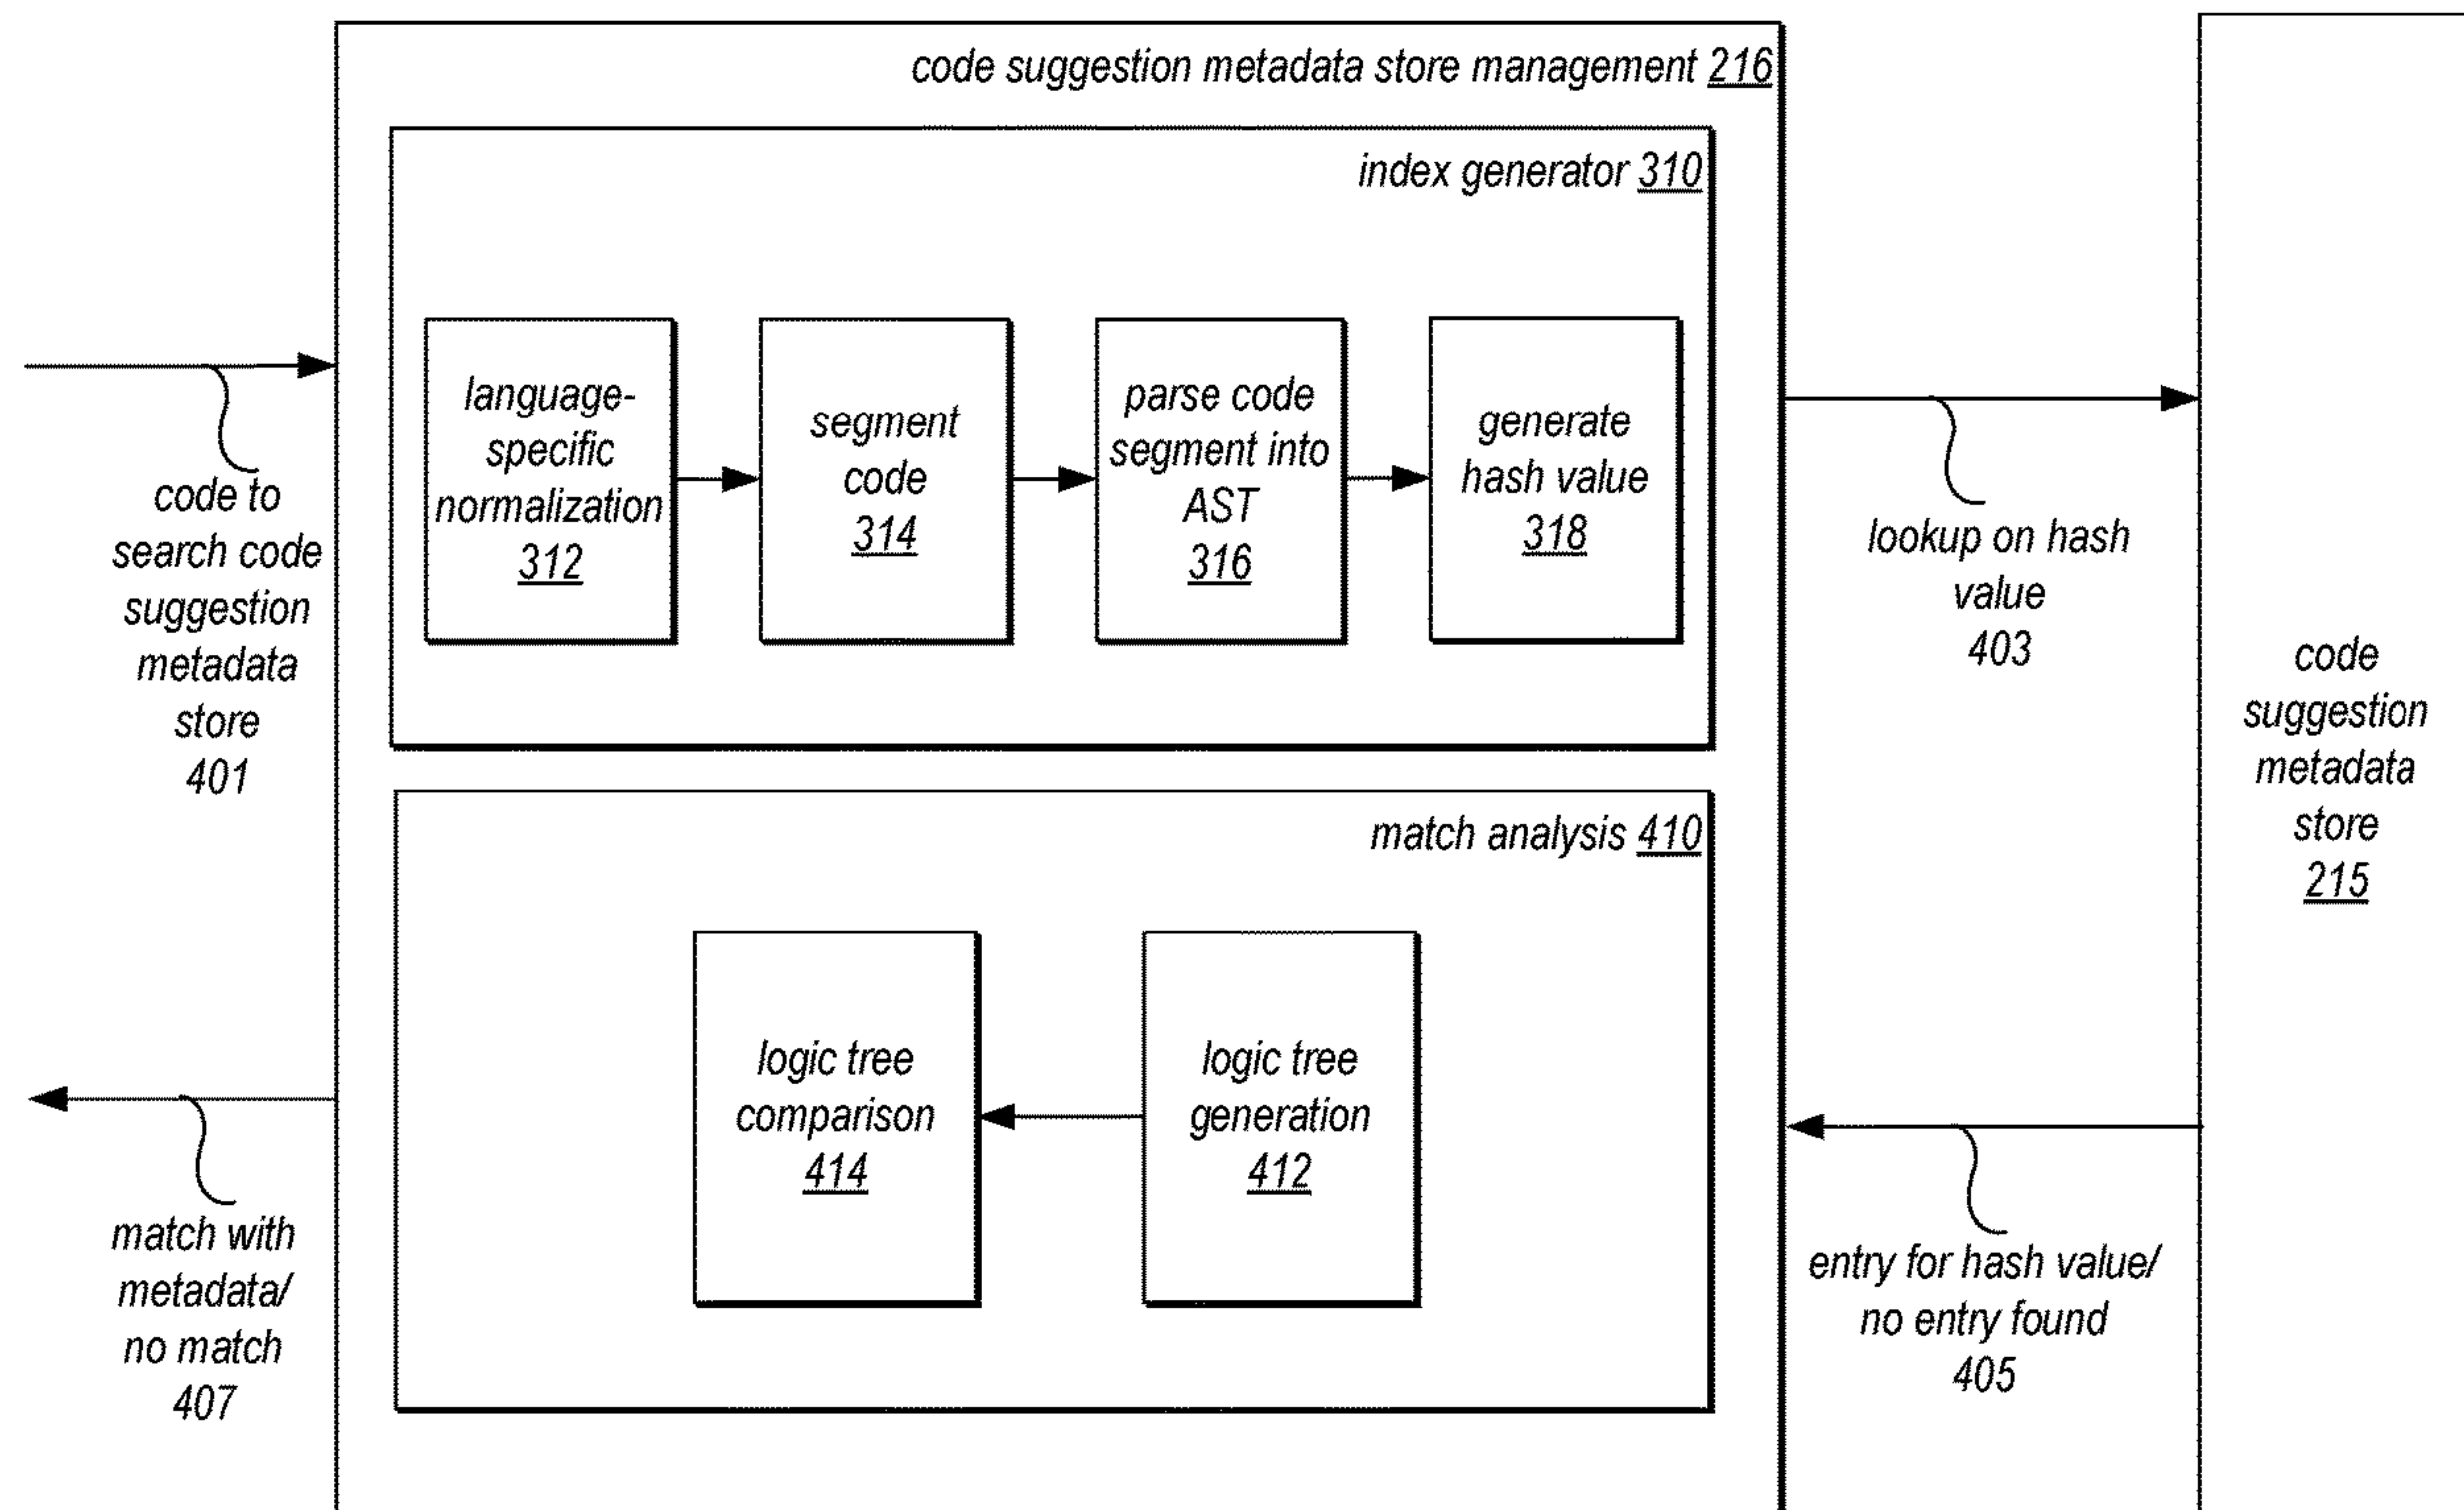 code suggestion metadata store management 216
index generator 310
language-
specific
normalization
312
segment
code
314
parse code
segment into
AST
316
generate
hash value
318
code to
search code
suggestion
metadata
store
401
lookup on hash
value
403
code
suggestion
metadata
store
215
match analysis 410
logic tree
comparison
414
logic tree
generation
412
match with
metadata/
no match
407
entry for hash value/
no entry found
405